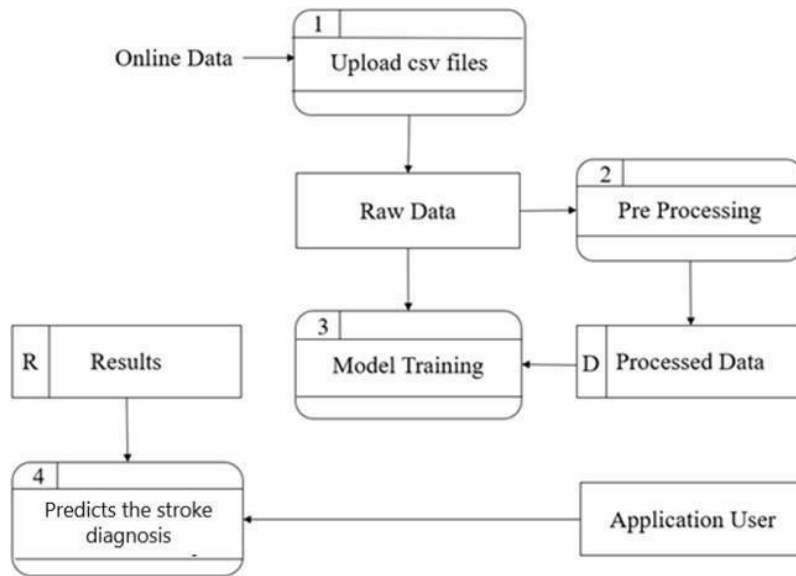 1
Online Data
Upload csv files
2
Raw Data
Pre Processing
3
R
Results
Model Training
D
Processed Data
4
Predicts the stroke
diagnosis
Application User